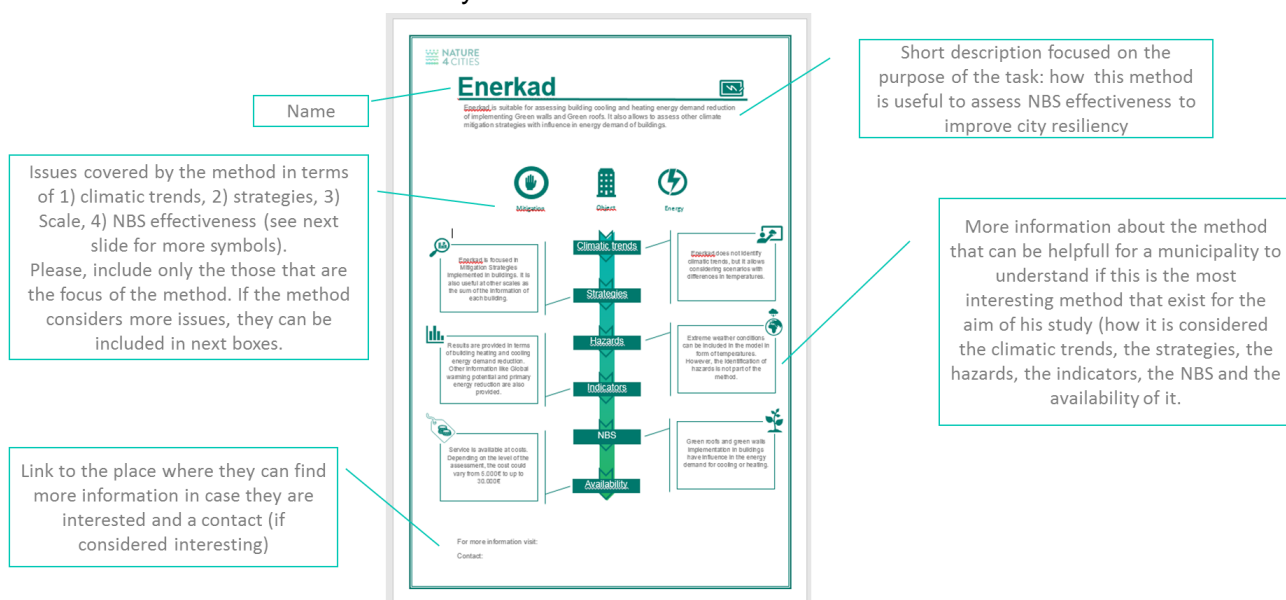 NATURE
4 CITIES
Enerkad
Enerkad is suitable for assessing building cooling and heating energy demand reduction
of implementing Green walls and Green roofs. It also allows to assess other climate
mitigation strategies with influence in energy demand of buildings.
Name
Short description focused on the
purpose of the task: how this method
is useful to assess NBS effectiveness to
improve city resiliency
Issues covered by the method in terms
of 1) climatic trends, 2) strategies, 3)
Scale, 4) NBS effectiveness (see next
slide for more symbols).
Please, include only the those that are
the focus of the method. If the method
considers more issues, they can be
included in next boxes.
Mitigation
Object
Energy
Climatic trends
Enerkad does not identify
climatic trends, but it allows
considering scenarios with
differences in temperatures.
Enerkad is focused in
Mitigation Strategies
implemented in buildings. It is
also useful at other scales as
the sum of the information of
each building.
Strategies
Hazards
Extreme weather conditions
can be included in the model in
form of temperatures.
However, the identification of
hazards is not part of the
method.
Results are provided in terms
of building heating and cooling
energy demand reduction.
Other information like Global
warming potential and primary
energy reduction are also
provided.
Indicators
NBS
Green roofs and green walls
implementation in buildings
have influence in the energy
demand for cooling or heating.
Service is available at costs.
Depending on the level of the
assessment, the cost could
vary from 5.000€ to up to
30.000€
Availability
More information about the method
that can be helpfull for a municipality to
understand if this is the most
interesting method that exist for the
aim of his study (how it is considered
the climatic trends, the strategies, the
hazards, the indicators, the NBS and the
availability of it.
Link to the place where they can find
more information in case they are
interested and a contact (if
considered interesting)
For more information visit:
Contact: